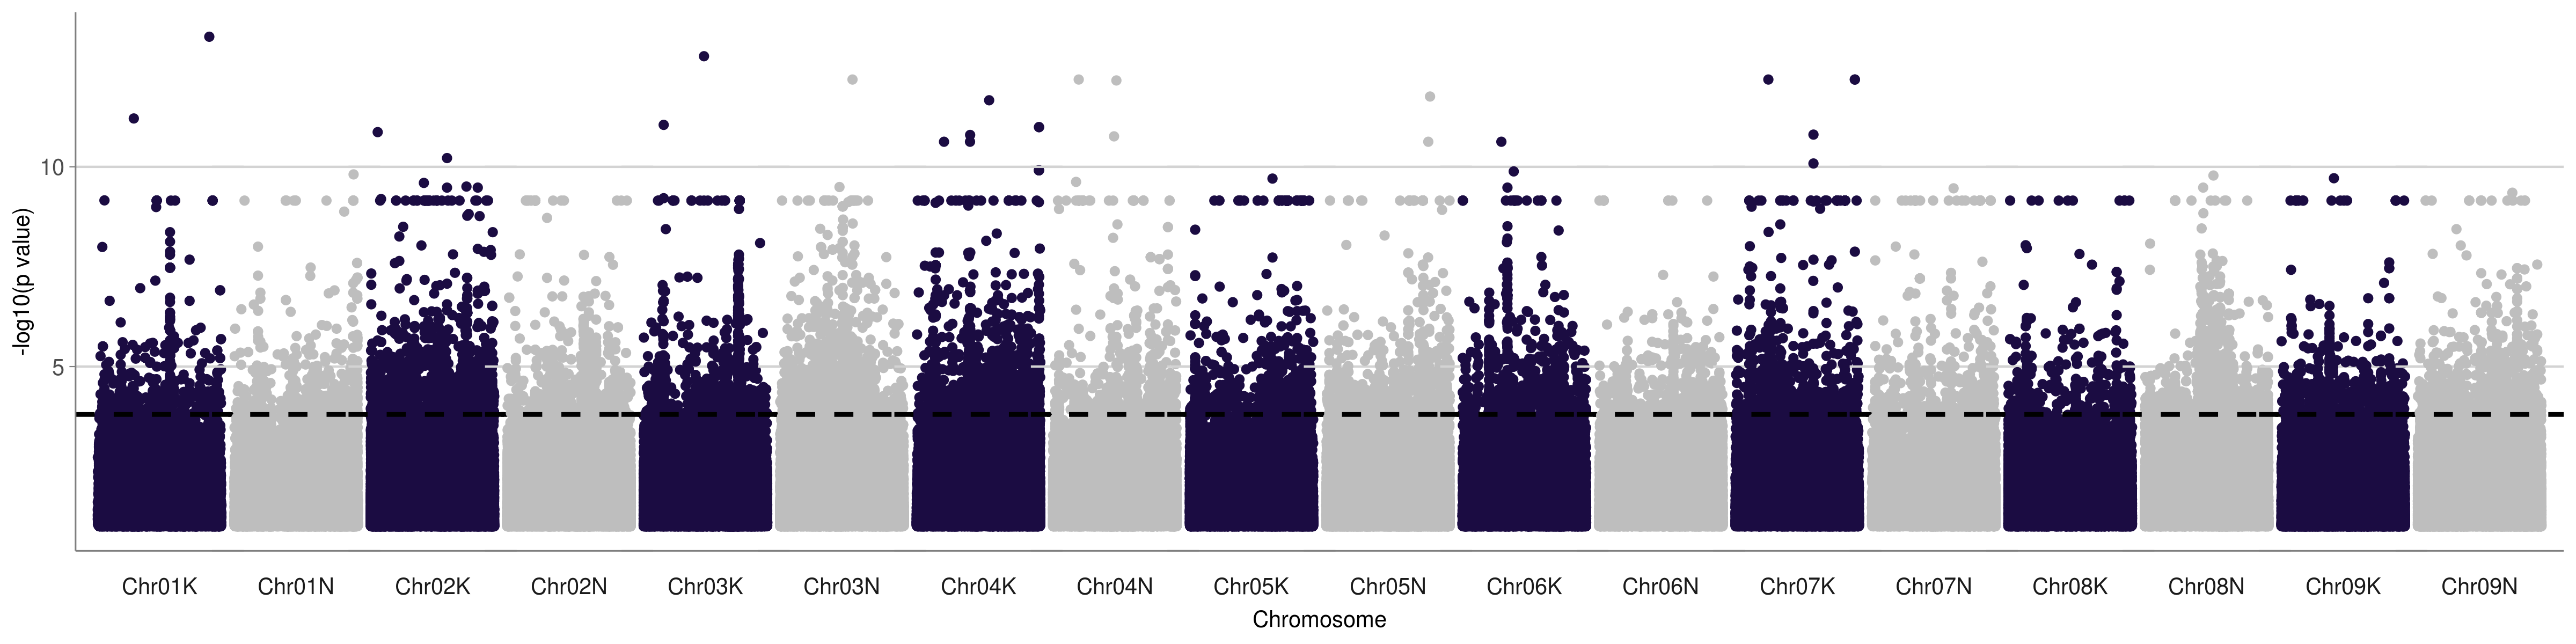 -log10(p value)
10
5
Chr01K Chr01N Chr02K Chr02N Chr03K Chr03N Chr04K Chr04N Chr05K Chr05N Chr06K Chr06N Chr07K Chr07N Chr08K Chr08N Chr09K Chr09N
Chromosome